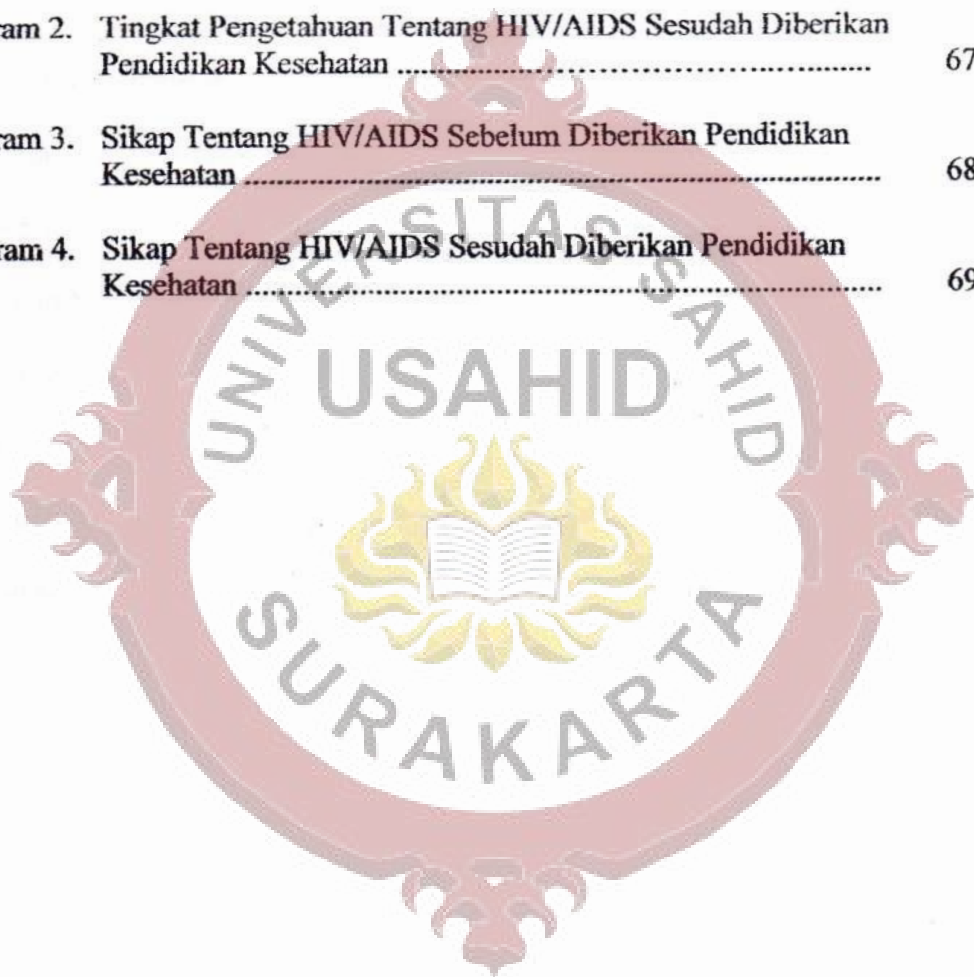 ram 2. Tingkat Pengetahuan Tentang HIV/AIDS Sesudah Diberikan
Pendidikan Kesehatan ........................................................... 67
ram 3. Sikap Tentang HIV/AIDS Sebelum Diberikan Pendidikan
Kesehatan ............................................................................... 68
ram 4. Sikap Tentang HIV/AIDS Sesudah Diberikan Pendidikan
Kesehatan ............................................................................... 69
UNIVERSITAS SAHID
USAHID
SURAKARTA